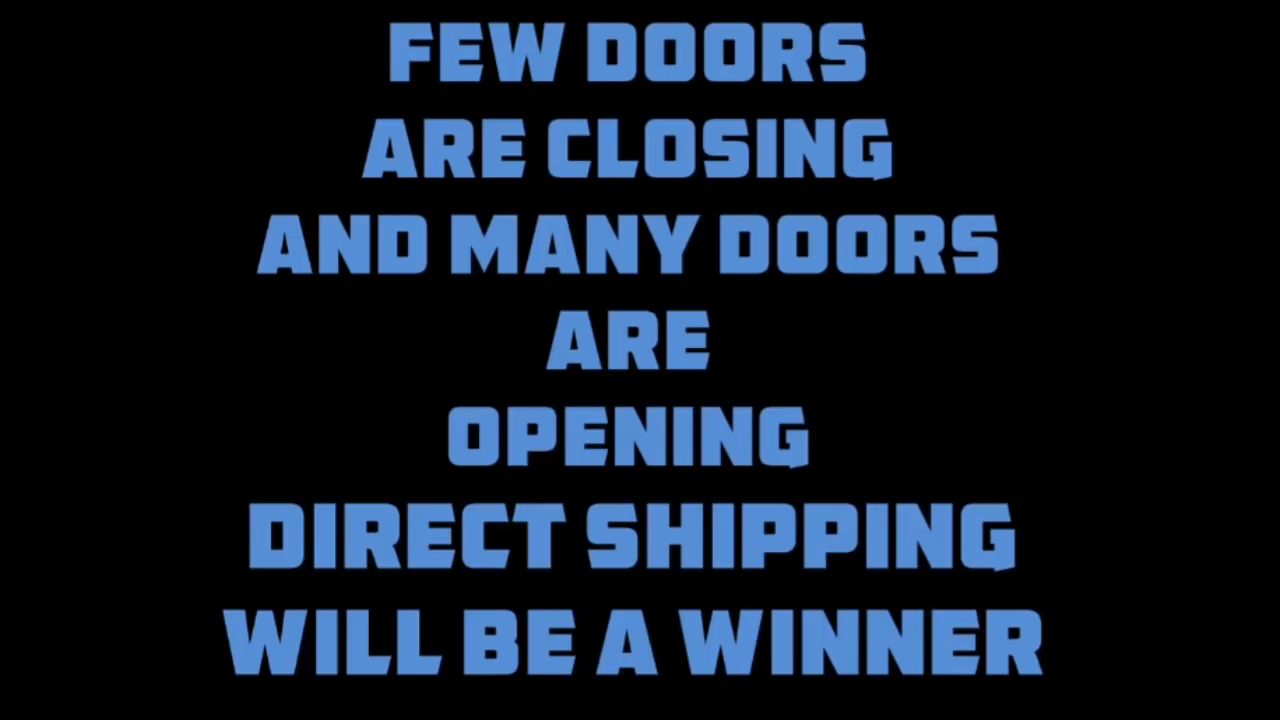 FEW DOORS
ARE CLOSING
AND MANY DOORS
ARE
OPENING
DIRECT SHIPPING
WILL BE A WINNER